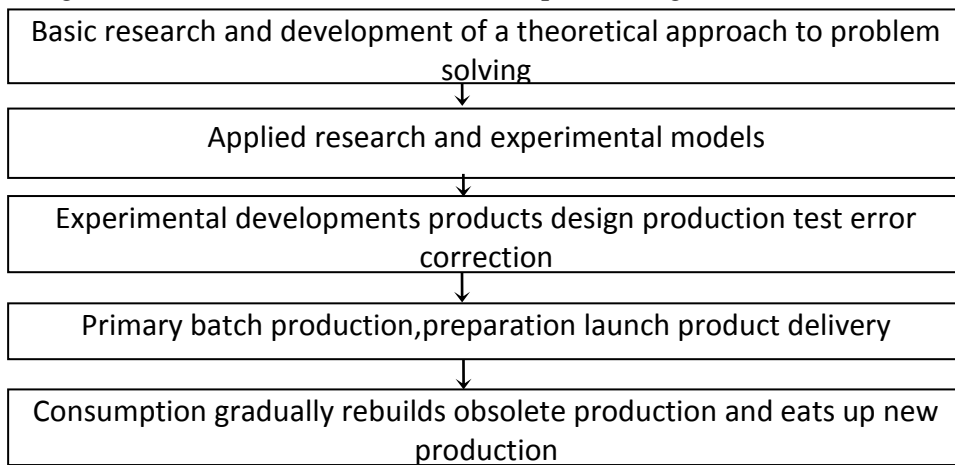 Basic research and development of a theoretical approach to problem
solving
Applied research and experimental models
Experimental developments products design production test error
correction
Primary batch production,preparation launch product delivery
Consumption gradually rebuilds obsolete production and eats up new
production